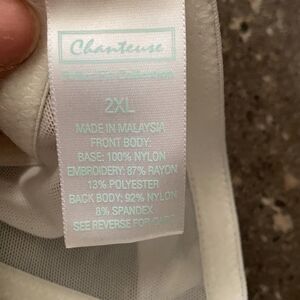 Chanteuse
2XL
MADE IN MALAYSIA
FRONT BODY:
BASE: 100% NYLON
EMBROIDERY: 87% RAYON
13% POLYESTER
BACK BODY: 92% NYLON
8% SPANDEX
SEE REVERSE FOR CARE